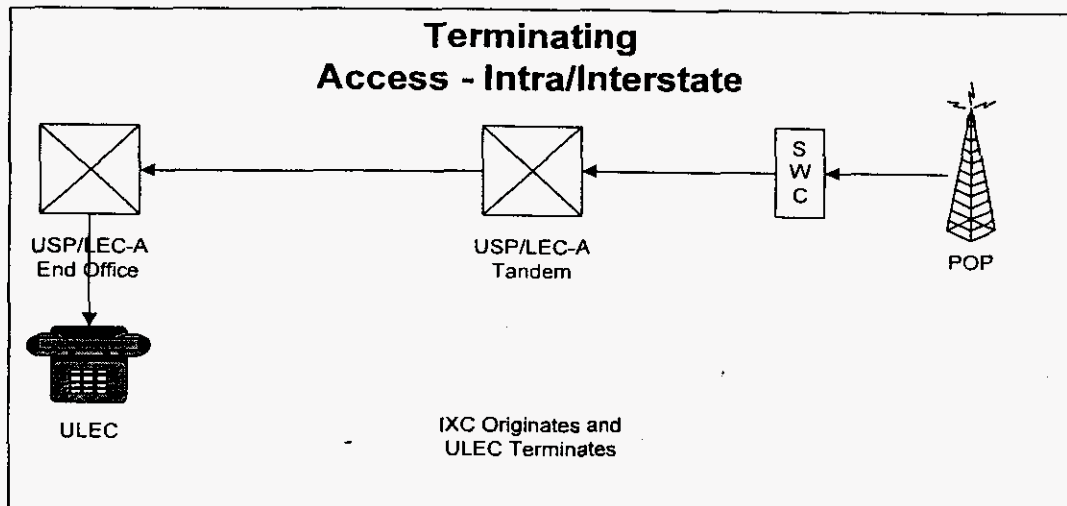 Terminating
Access - Intra/Interstate
S
W
C
USP/LEC-A
End Office
USP/LEC-A
Tandem
POP
ULEC
IXC Originates and
ULEC Terminates